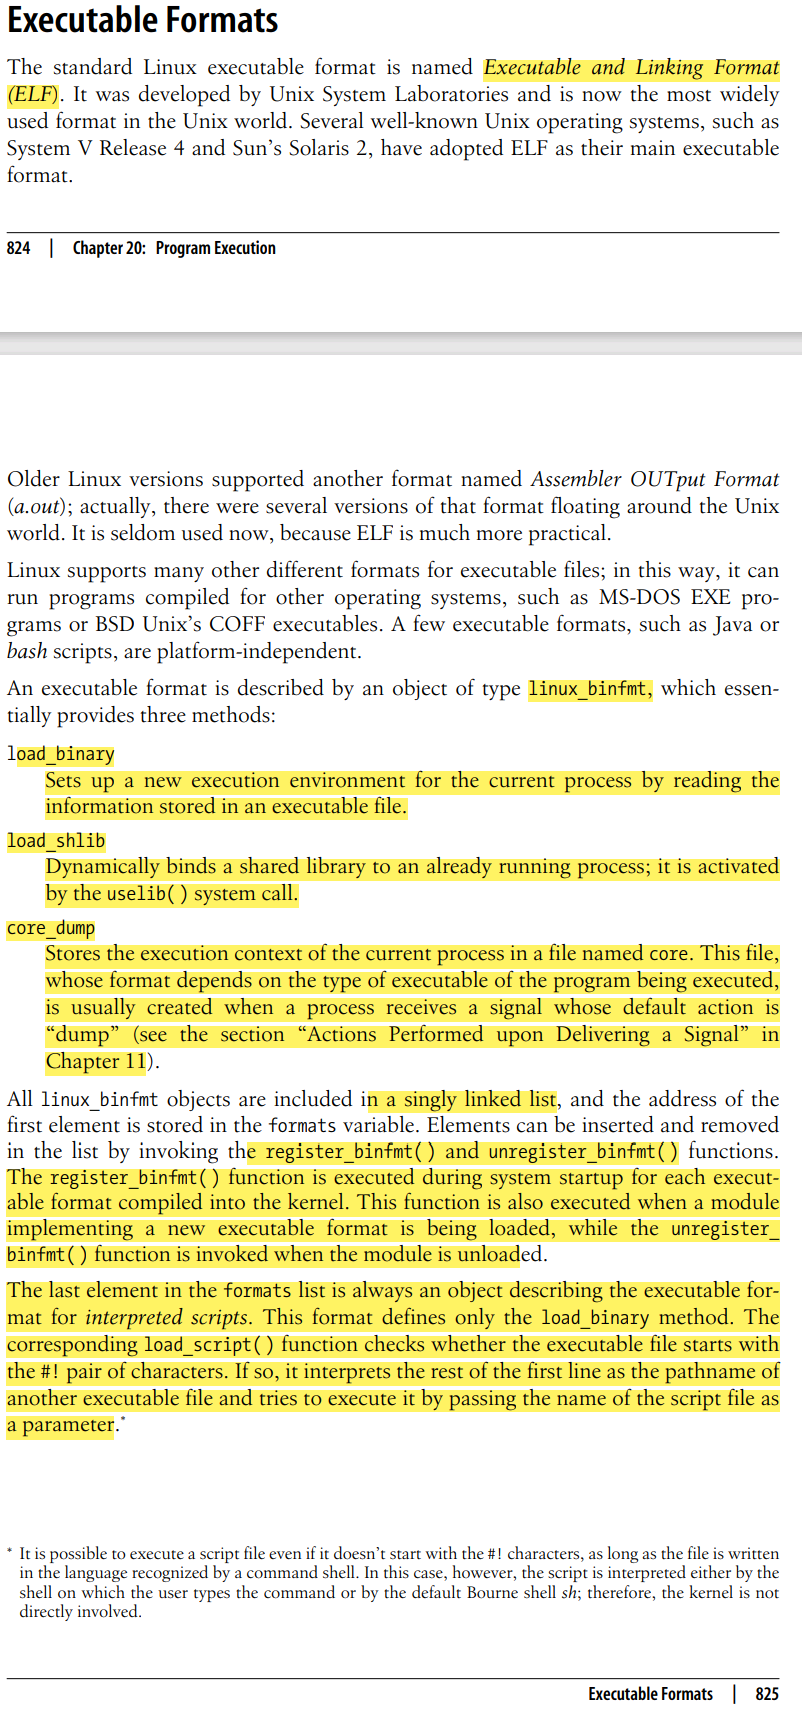 Executable Formats
The standard Linux executable format is named Executable and Linking Format
(ELF). It was developed by Unix System Laboratories and is now the most widely
used format in the Unix world. Several well-known Unix operating systems, such as
System V Release 4 and Sun’s Solaris 2, have adopted ELF as their main executable
format.
824 | Chapter 20: Program Execution
Older Linux versions supported another format named Assembler OUTput Format
(a.out); actually, there were several versions of that format floating around the Unix
world. It is seldom used now, because ELF is much more practical.
Linux supports many other different formats for executable files; in this way, it can
run programs compiled for other operating systems, such as MS-DOS EXE pro-
grams or BSD Unix’s COFF executables. A few executable formats, such as Java or
bash scripts, are platform-independent.
An executable format is described by an object of type linux_binfmt, which essen-
tially provides three methods:
load_binary
Sets up a new execution environment for the current process by reading the
information stored in an executable file.
load_shlib
Dynamically binds a shared library to an already running process; it is activated
by the uselib() system call.
core_dump
Stores the execution context of the current process in a file named core. This file,
whose format depends on the type of executable of the program being executed,
is usually created when a process receives a signal whose default action is
“dump” (see the section “Actions Performed upon Delivering a Signal” in
Chapter 11).
All linux_binfmt objects are included in a singly linked list, and the address of the
first element is stored in the formats variable. Elements can be inserted and removed
in the list by invoking the register_binfmt() and unregister_binfmt() functions.
The register_binfmt() function is executed during system startup for each execut-
able format compiled into the kernel. This function is also executed when a module
implementing a new executable format is being loaded, while the unregister_
binfmt() function is invoked when the module is unloaded.
The last element in the formats list is always an object describing the executable for-
mat for interpreted scripts. This format defines only the load_binary method. The
corresponding load_script() function checks whether the executable file starts with
the #! pair of characters. If so, it interprets the rest of the first line as the pathname of
another executable file and tries to execute it by passing the name of the script file as
a parameter.*
* It is possible to execute a script file even if it doesn’t start with the #! characters, as long as the file is written
in the language recognized by a command shell. In this case, however, the script is interpreted either by the
shell on which the user types the command or by the default Bourne shell sh; therefore, the kernel is not
directly involved.
Executable Formats | 825